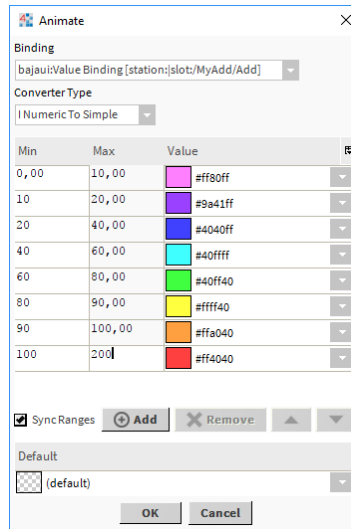 Animate
Binding
bajaui:Value Binding [station:|slot:/MyAdd/Add]
Converter Type
I Numeric To Simple
Min Max Value
0,00 10,00 #ff80ff
10 20,00 #9a41ff
20 40,00 #4040ff
40 60,00 #40ffff
60 80,00 #40ff40
80 90,00 #ffff40
90 100,00 #ffa040
100 200 #ff4040
Sync Ranges Add Remove
Default
(default)
OK Cancel